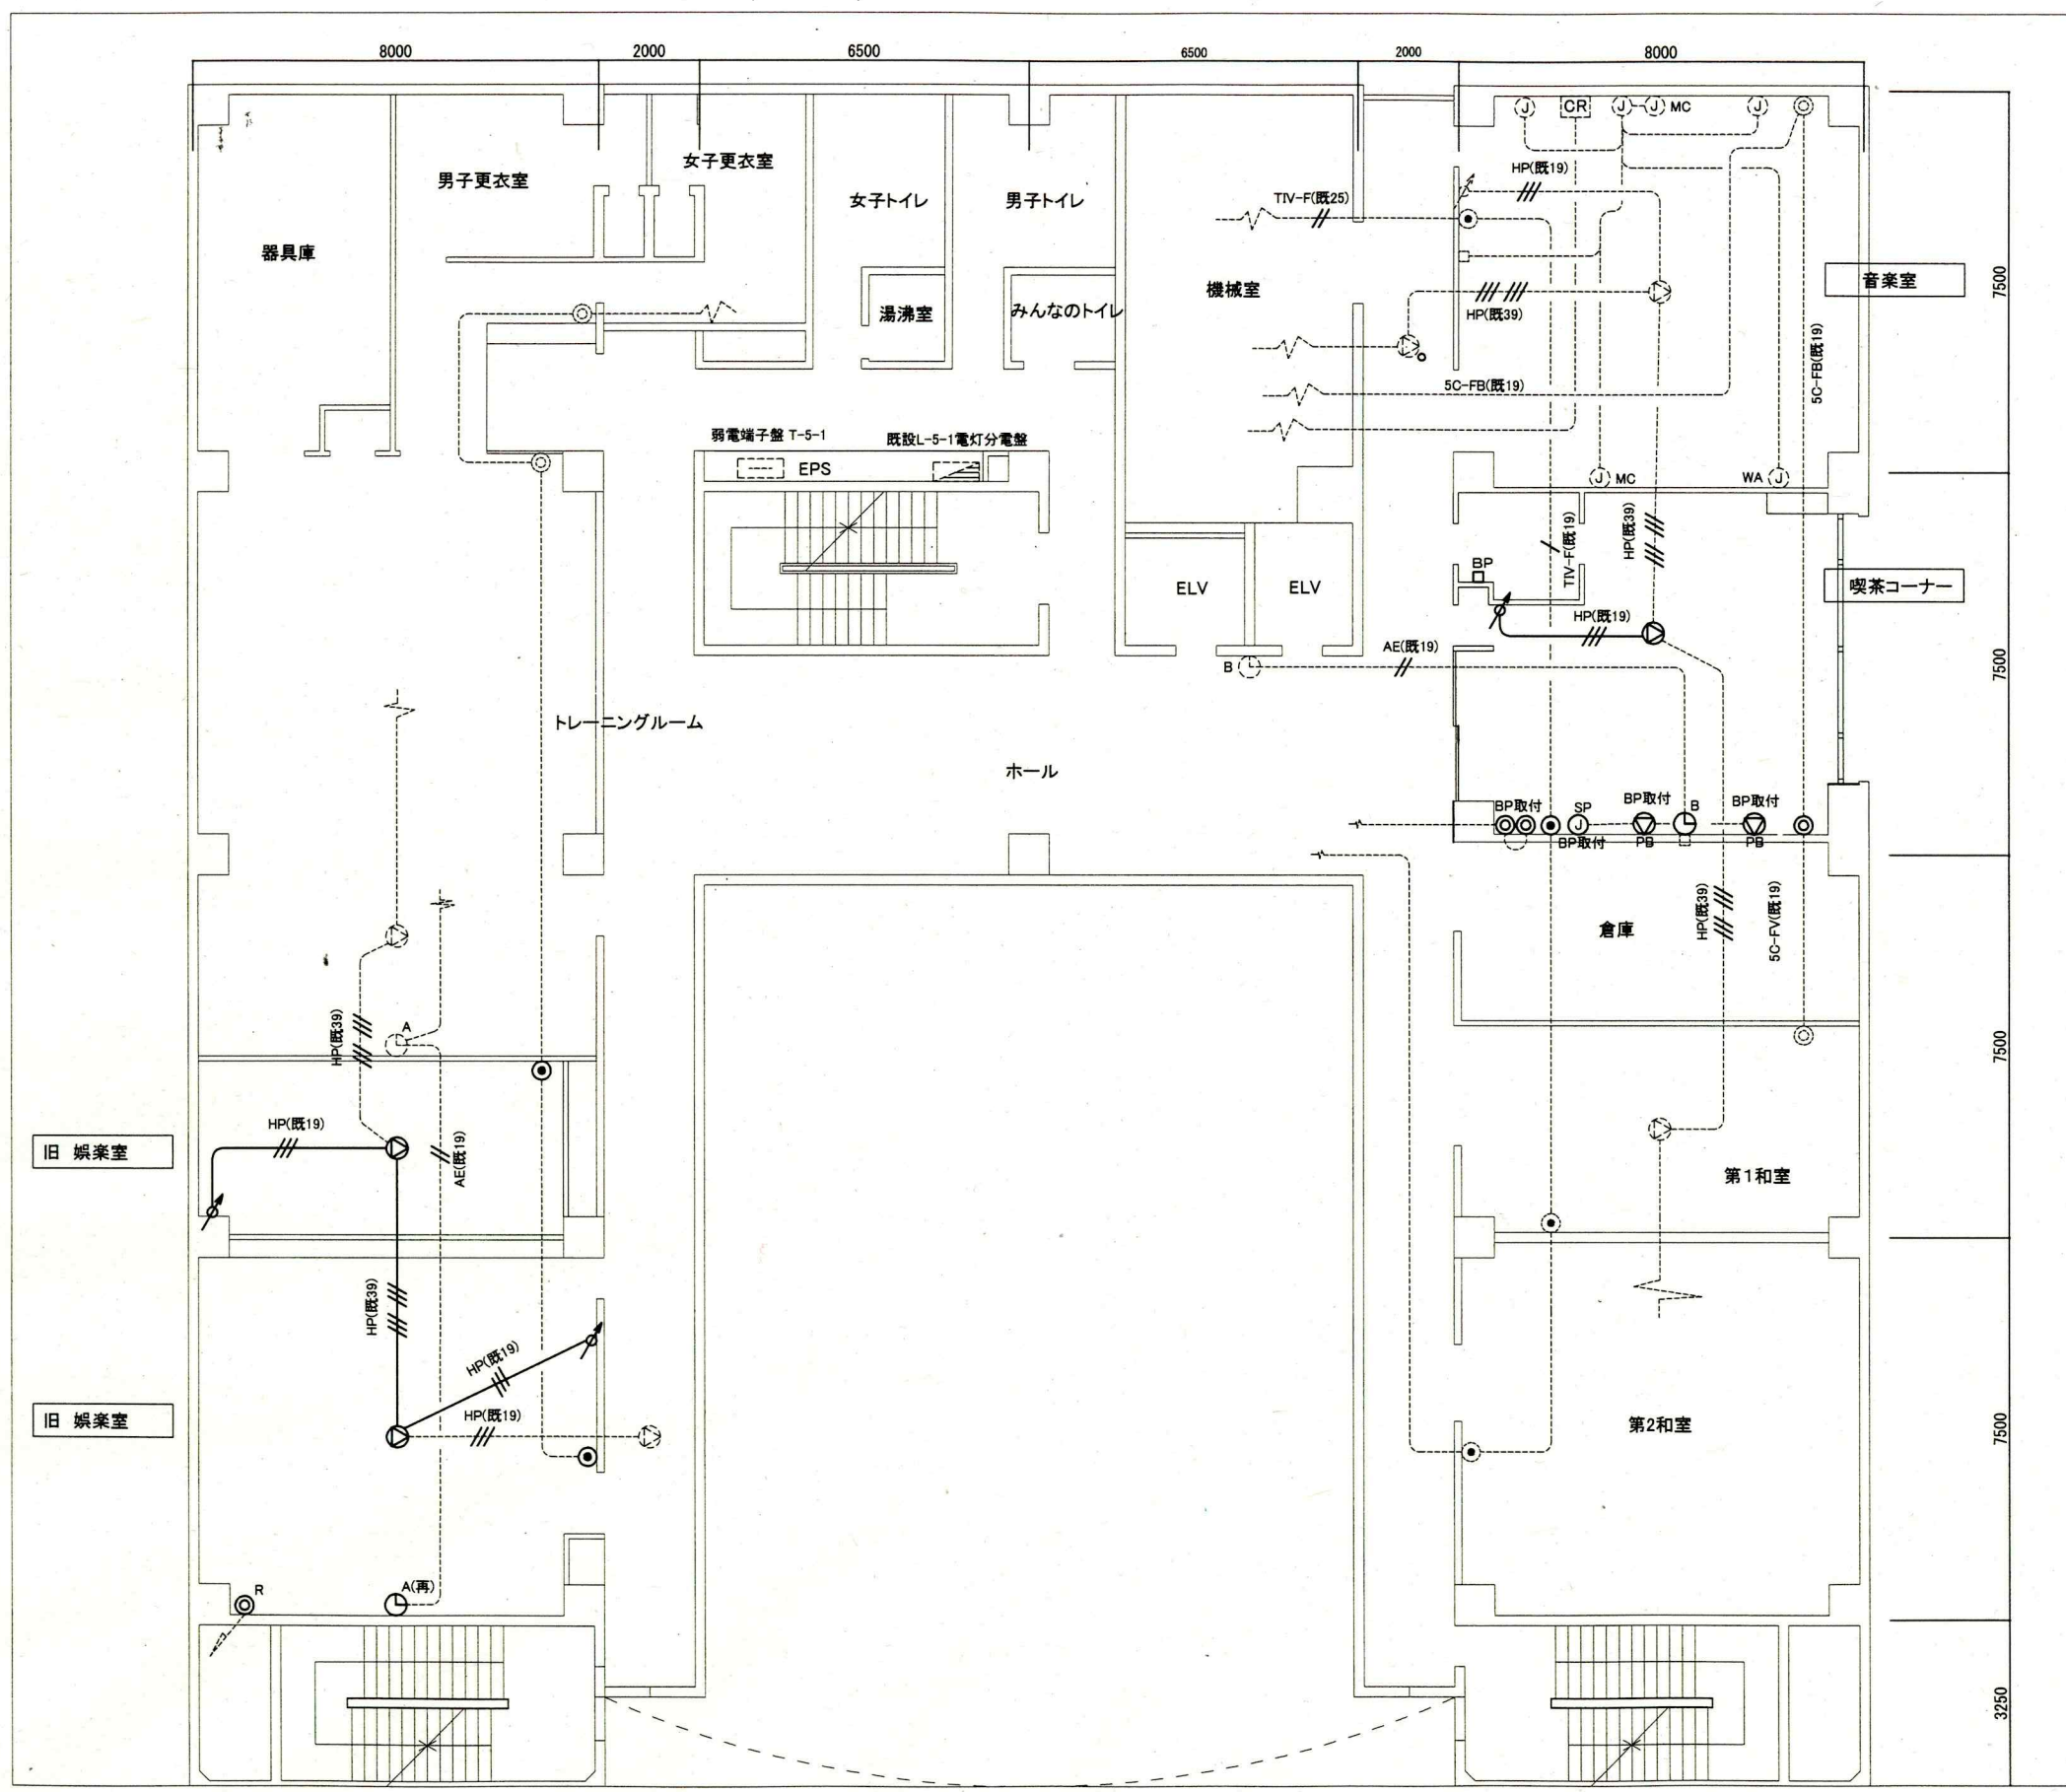 8000
2000
6500
6500
2000
8000
J
CR
J
J
MC
J
女子更衣室
男子更衣室
女子トイレ
男子トイレ
HP(既19)
TIV-F(既25)
器具庫
機械室
音楽室
7500
湯沸室
みんなのトイレ
HP(既39)
5C-FB(既19)
5C-FB(既19)
弱電端子盤 T-5-1
既設L-5-1電灯分電盤
EPS
J
MC
WA
J
TIV-F(既19)
HP(既39)
BP
ELV
ELV
喫茶コーナー
HP(既19)
AE(既19)
B
7500
トレーニングルーム
ホール
BP取付
SP
BP取付
B
BP取付
J
BP取付
PB
PB
HP(既39)
5C-FV(既19)
倉庫
HP(既39)
A
7500
旧 娯楽室
HP(既19)
AE(既19)
第1和室
HP(既39)
HP(既19)
旧 娯楽室
HP(既19)
第2和室
7500
R
A(再)
3250